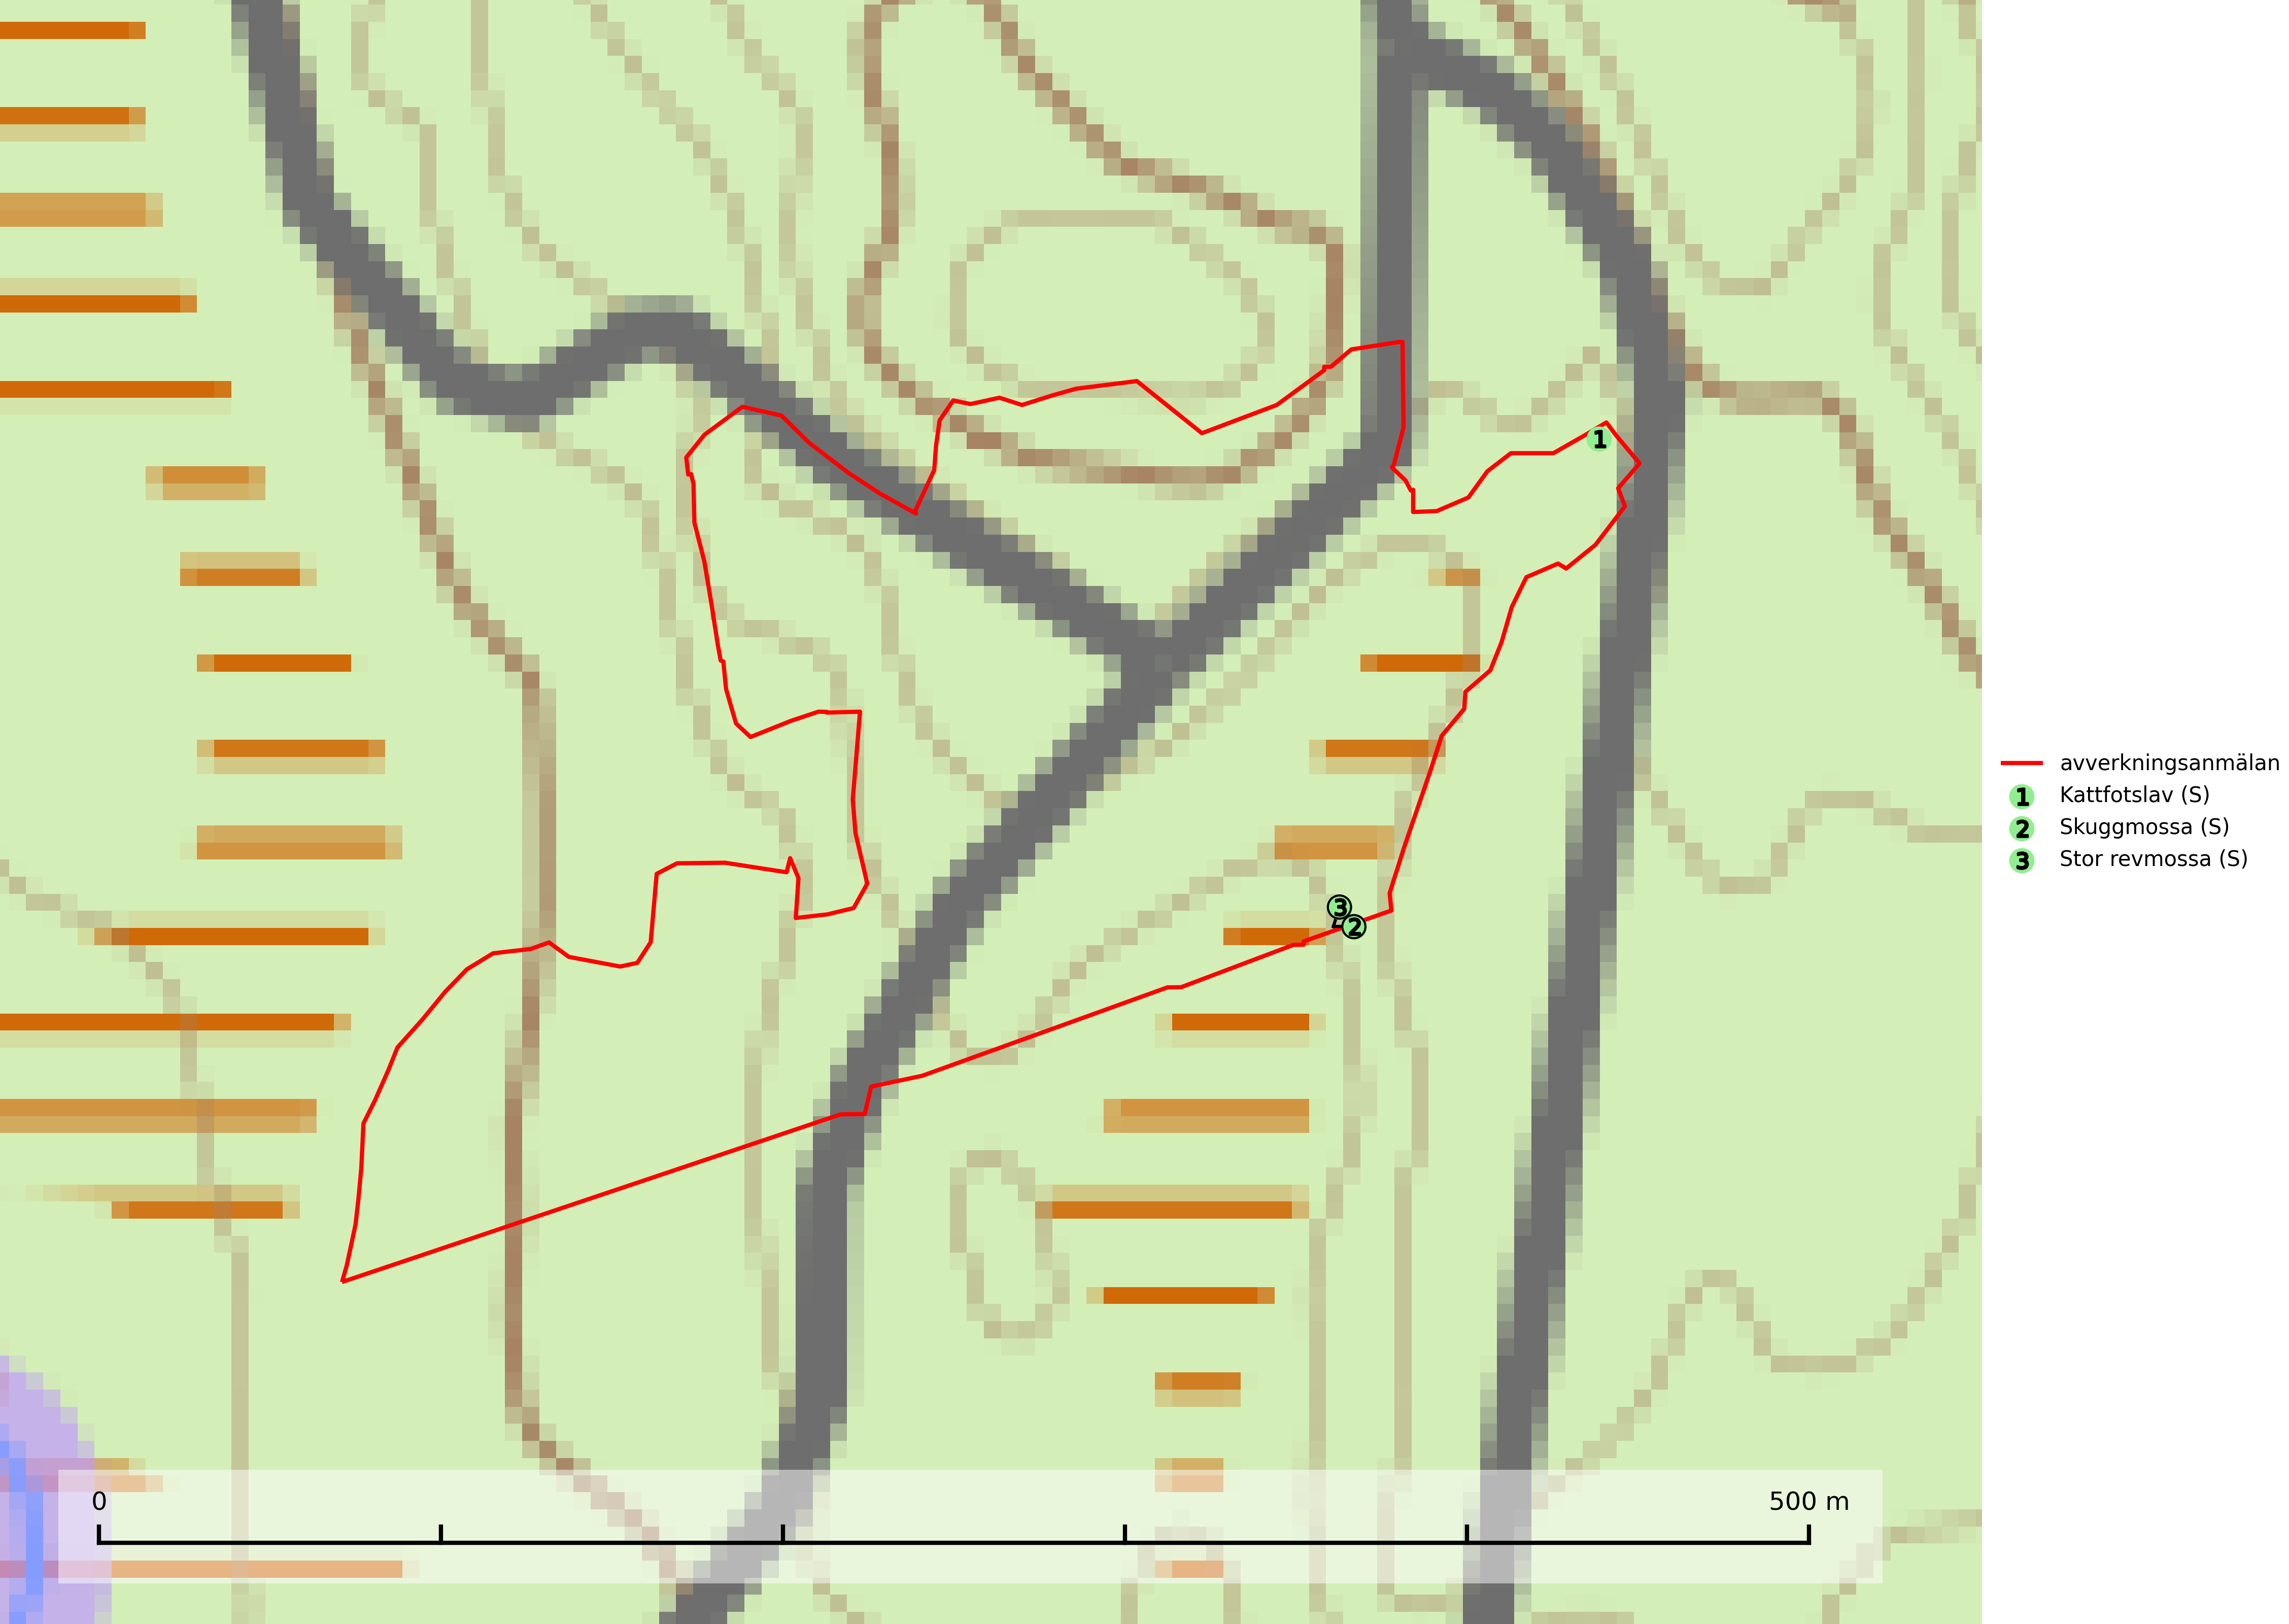 1
3
2
avverkningsanmälan
1 Kattfotslav (S)
2 Skuggmossa (S)
3 Stor revmossa (S)
0 500 m